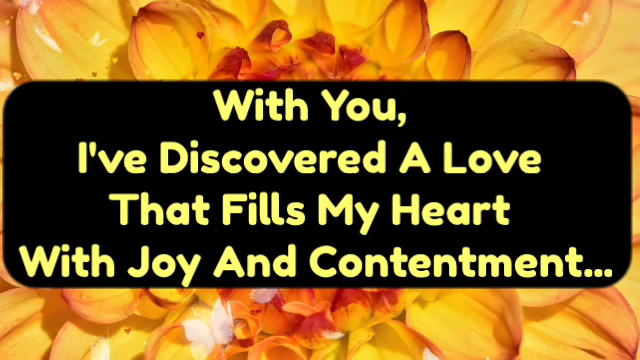 With You,
I've Discovered A Love
That Fills My Heart
With Joy And Contentment...